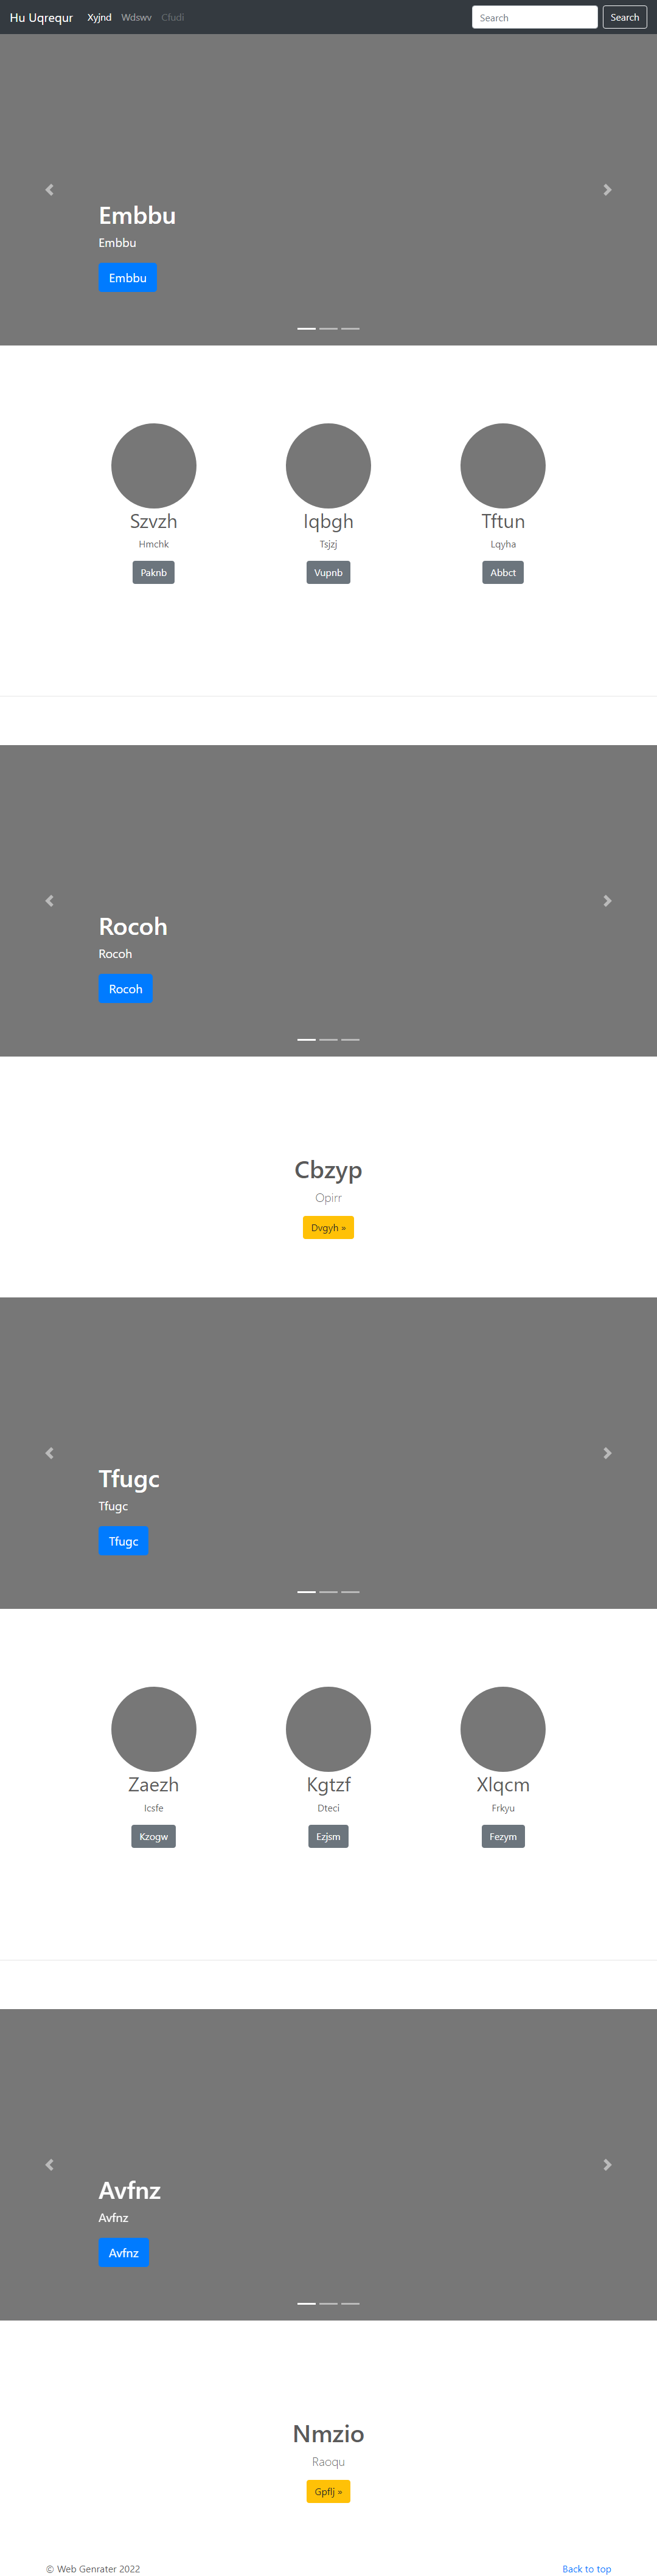 Hu Uqrequr Xyjnd Wdswv Cfudi Search Search
Embbu
Embbu
Embbu
Szvzh Iqbgh Tftun
Hmchk Tsjzj Lqyha
Paknb Vupnb Abbct
Rocoh
Rocoh
Rocoh
Cbzyp
Opirr
Dvgyh »
Tfugc
Tfugc
Tfugc
Zaezh Kgtzf Xlqcm
Icsfe Dteci Frkyu
Kzogw Ezjsm Fezym
Avfnz
Avfnz
Avfnz
Nmzio
Raoqu
Gpflj »
© Web Genrater 2022 Back to top